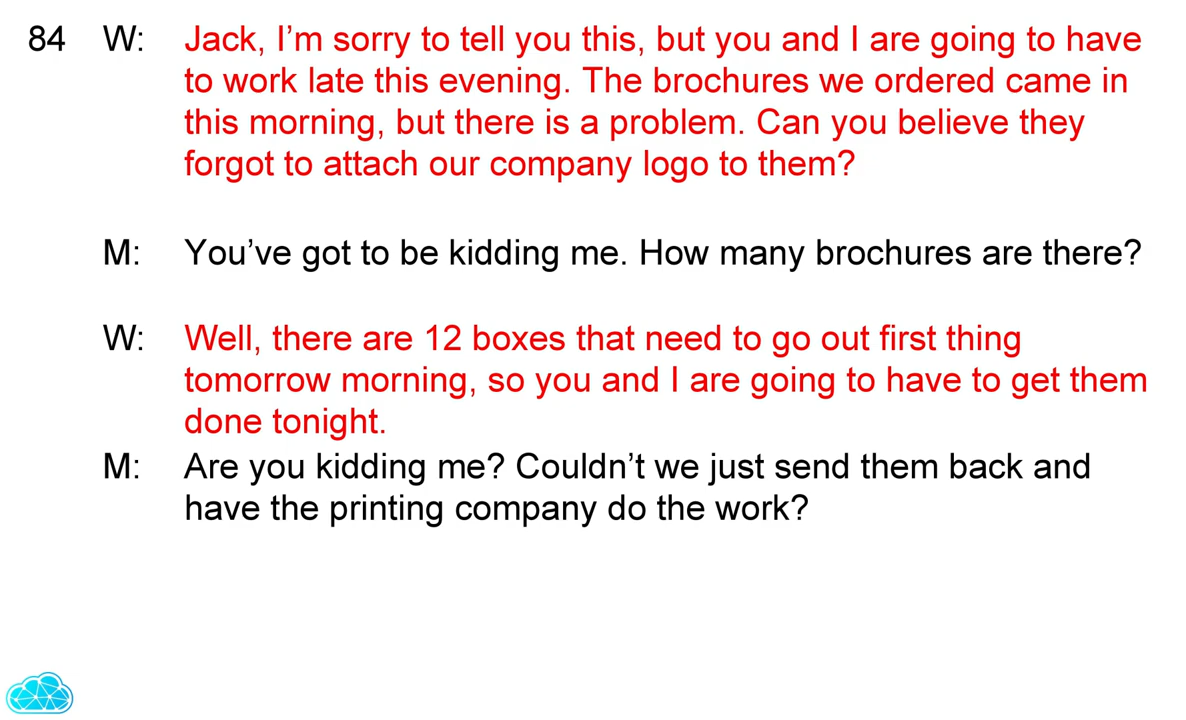 84 W: Jack, I’m sorry to tell you this, but you and I are going to have
to work late this evening. The brochures we ordered came in
this morning, but there is a problem. Can you believe they
forgot to attach our company logo to them?
M: You’ve got to be kidding me. How many brochures are there?
W: Well, there are 12 boxes that need to go out first thing
tomorrow morning, so you and I are going to have to get them
done tonight.
M: Are you kidding me? Couldn’t we just send them back and
have the printing company do the work?